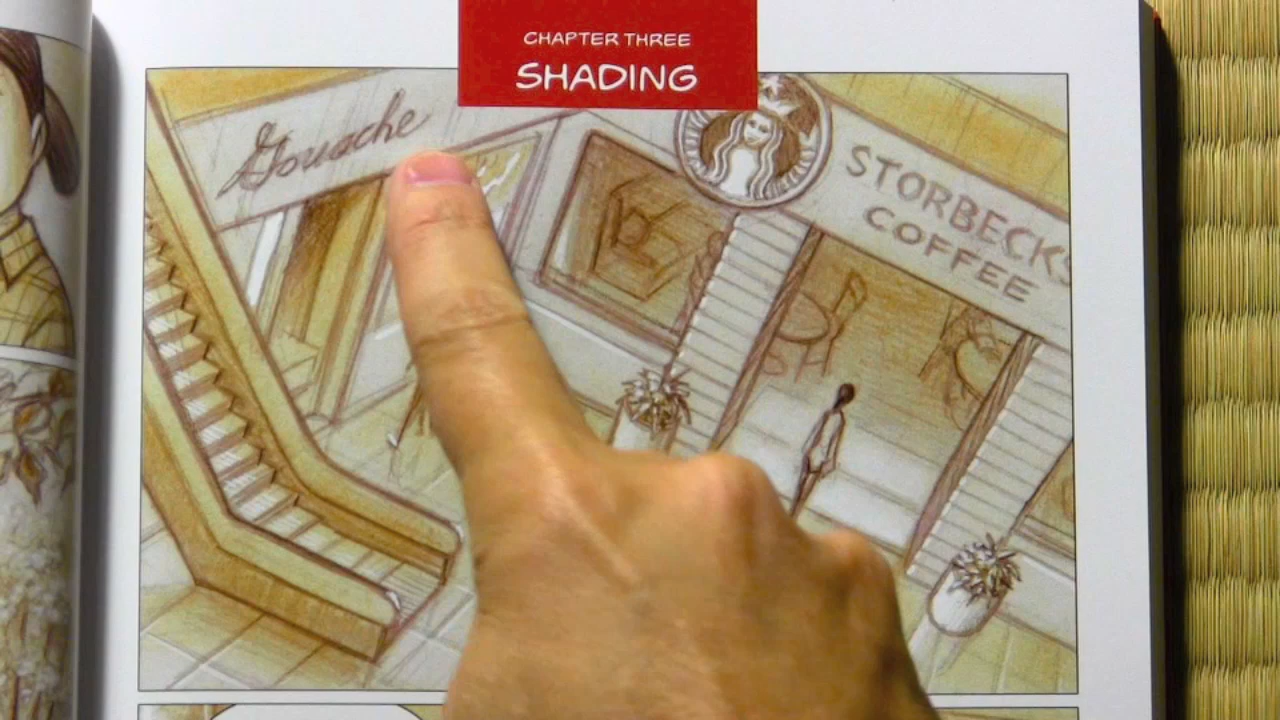 CHAPTER THREE
SHADING
Gouache
STORBECKS
COFFEE